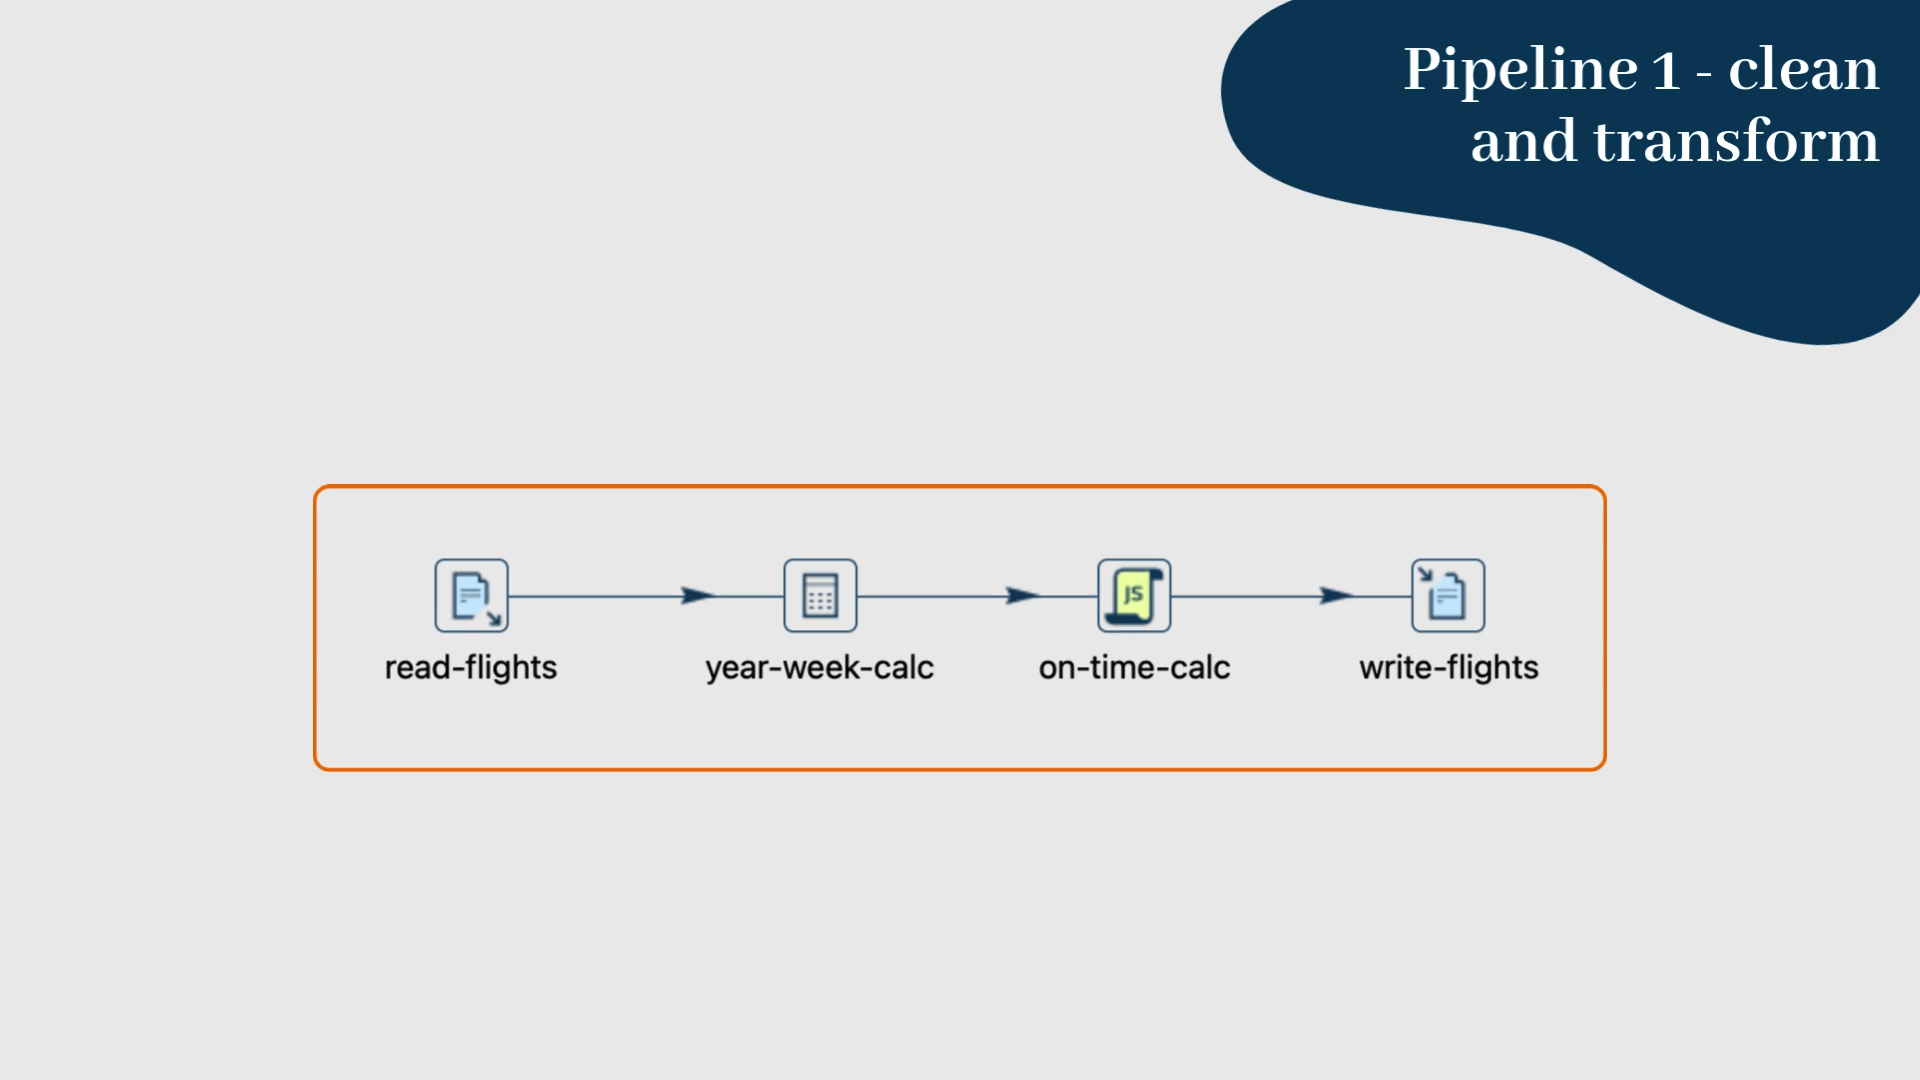 Pipeline 1 - clean
and transform
JS
read-flights
year-week-calc
on-time-calc
write-flights